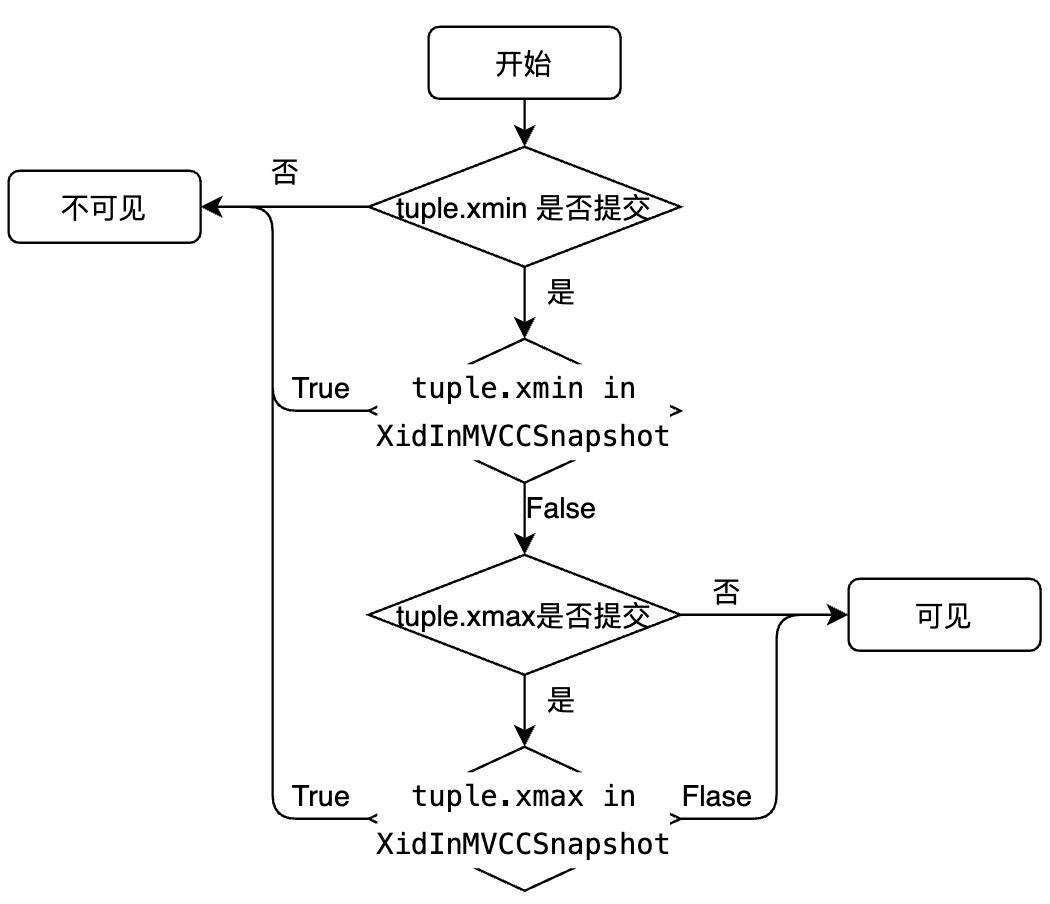 开始
否
不可见
tuple.xmin 是否提交
是
True
tuple.xmin in
XidInMVCCSnapshot
False
否
tuple.xmax是否提交
可见
是
True
tuple.xmax in
Flase
XidInMVCCSnapshot